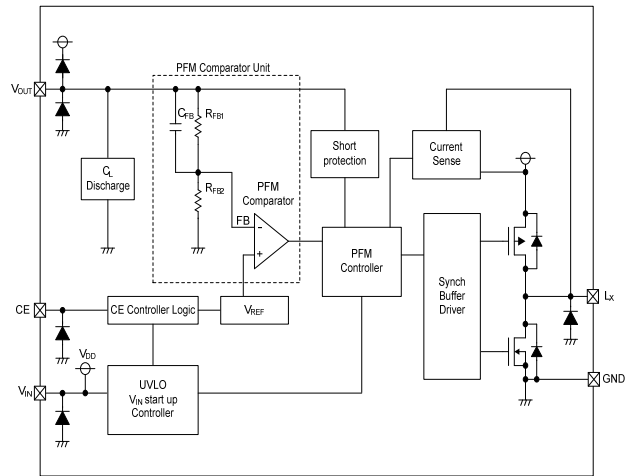 PFM Comparator Unit
VOUT
CFB
RFB1
Short
protection
Current
Sense
CL
Discharge
RFB2
PFM
Comparator
FB
-
+
PFM
Controller
Synch
Buffer
Driver
CE
CE Controller Logic
VREF
LX
VDD
VIN
UVLO
VIN start up
Controller
GND